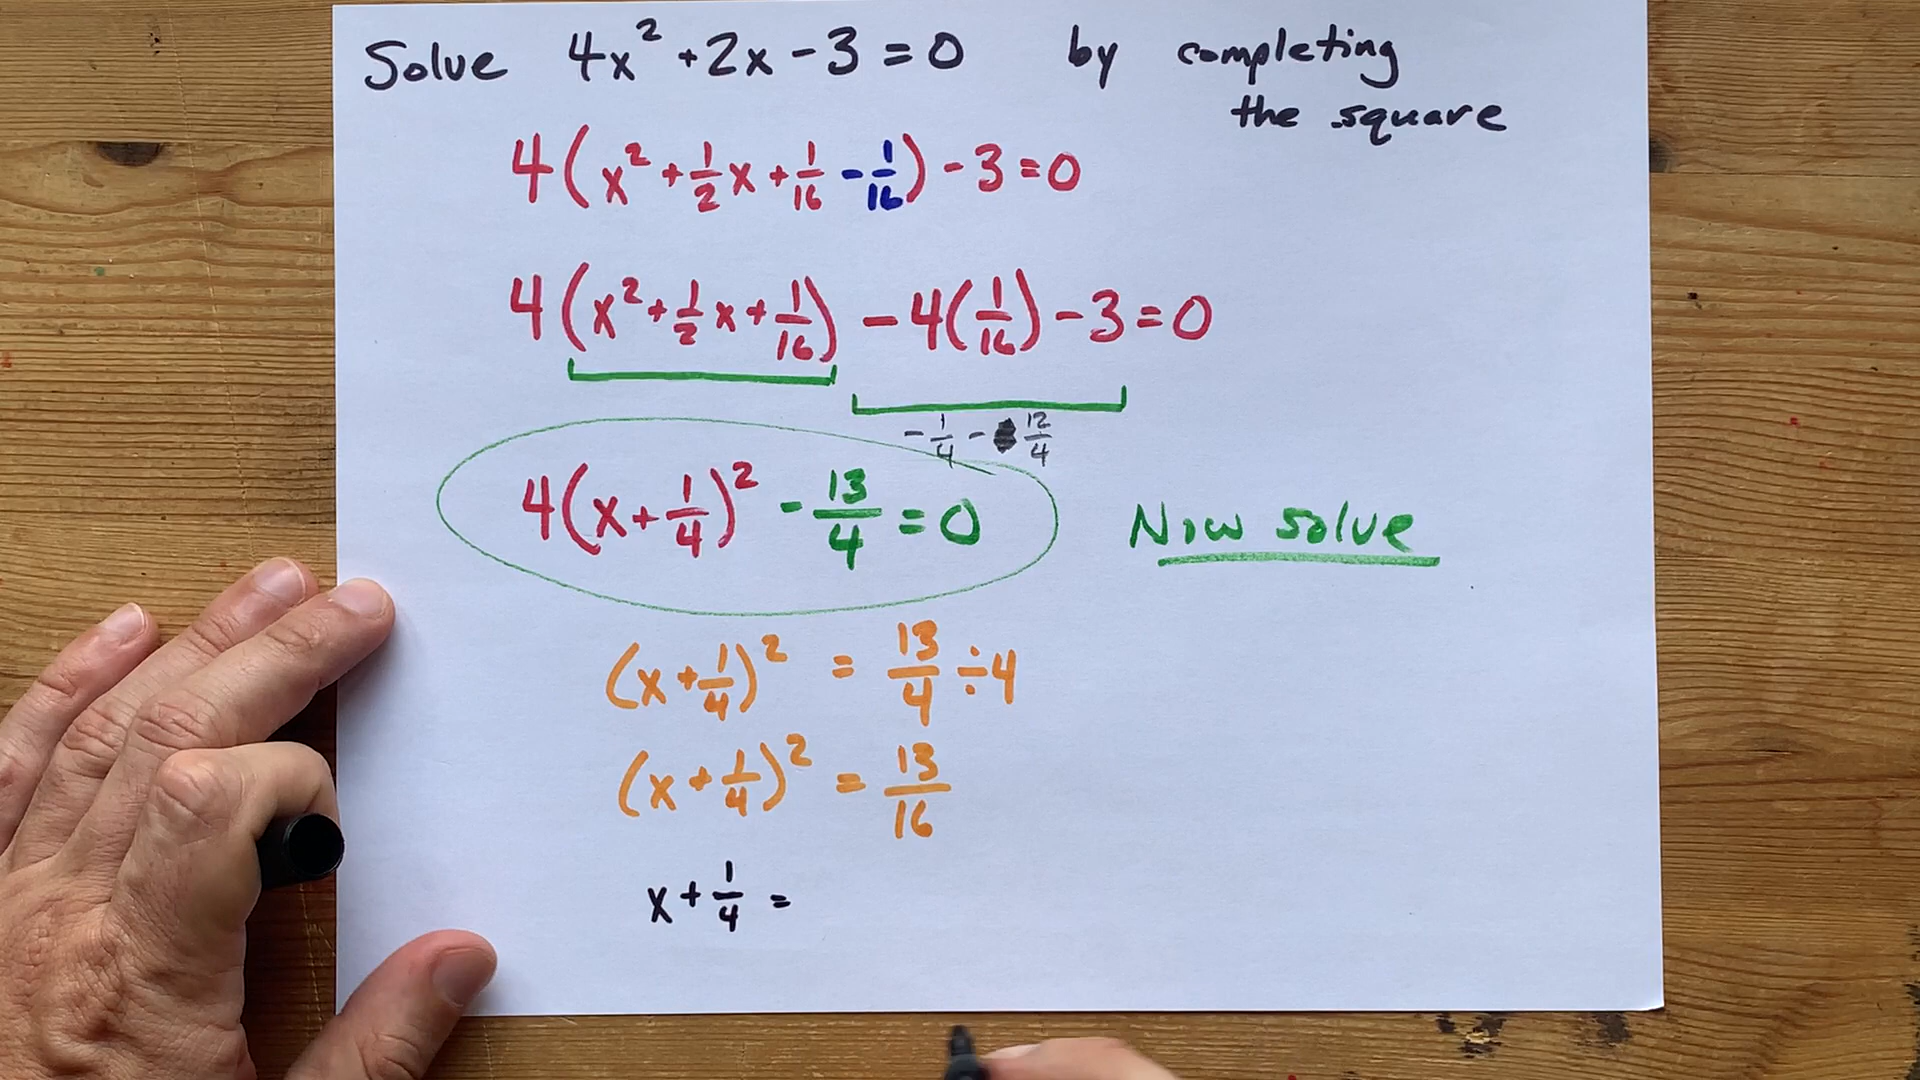 Solve 4x² + 2x - 3 = 0 by completing
the square
4(x² + 1/2 x + 1/16 - 1/16) - 3 = 0
4(x² + 1/2 x + 1/16) - 4(1/16) - 3 = 0
- 1/4 - 12/4
4(x + 1/4)² - 13/4 = 0 Now solve
(x + 1/4)² = 13/4 ÷ 4
(x + 1/4)² = 13/16
x + 1/4 =